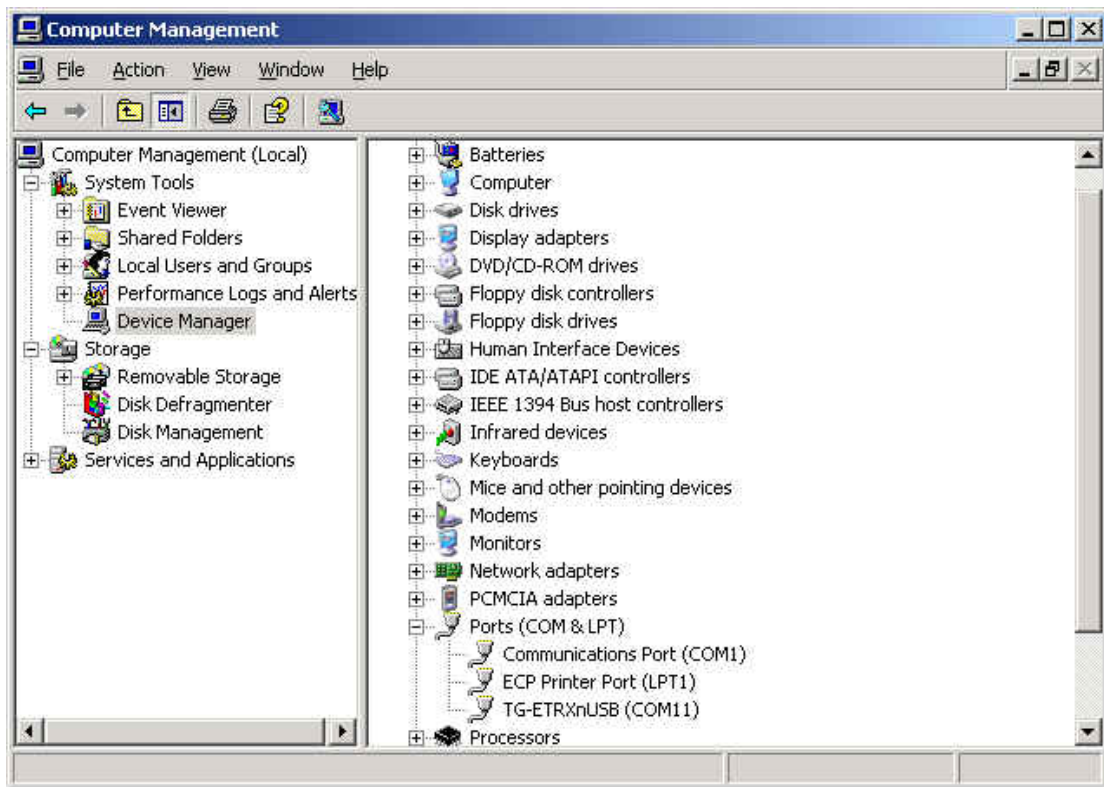 Computer Management
File Action View Window Help
Computer Management (Local)
System Tools
Event Viewer
Shared Folders
Local Users and Groups
Performance Logs and Alerts
Device Manager
Storage
Removable Storage
Disk Defragmenter
Disk Management
Services and Applications
Batteries
Computer
Disk drives
Display adapters
DVD/CD-ROM drives
Floppy disk controllers
Floppy disk drives
Human Interface Devices
IDE ATA/ATAPI controllers
IEEE 1394 Bus host controllers
Infrared devices
Keyboards
Mice and other pointing devices
Modems
Monitors
Network adapters
PCMCIA adapters
Ports (COM & LPT)
Communications Port (COM1)
ECP Printer Port (LPT1)
TG-ETRXnUSB (COM11)
Processors